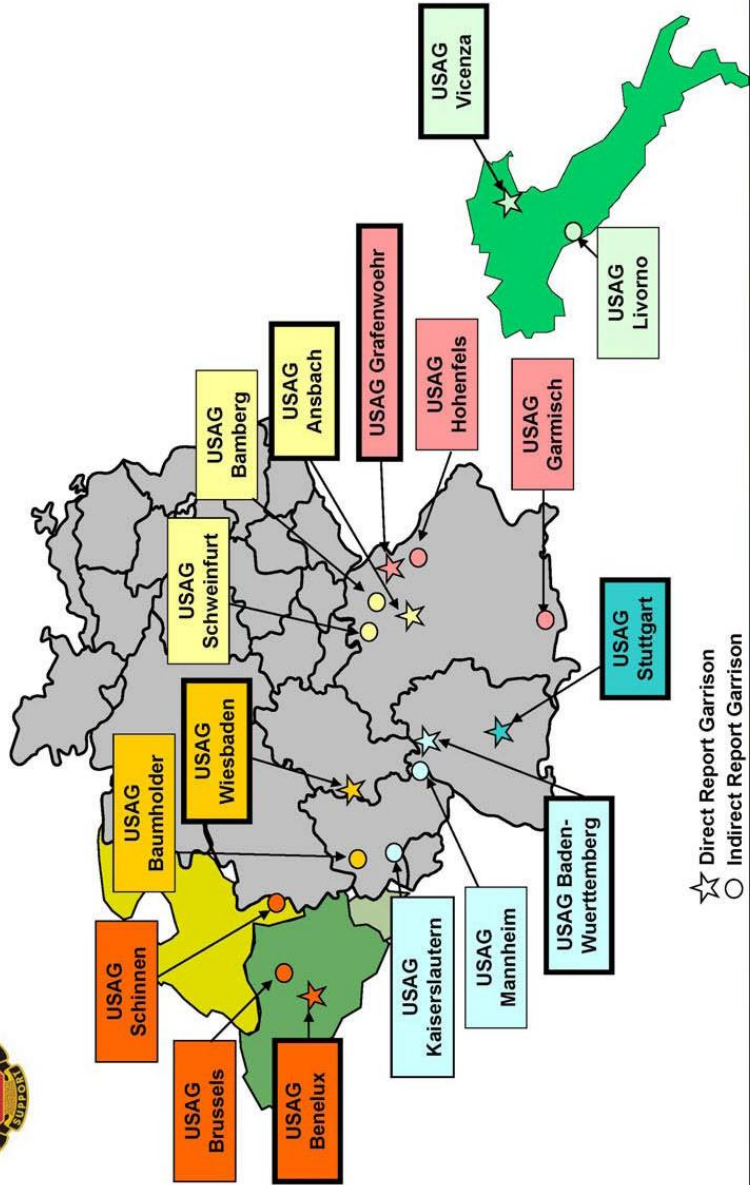 SUPPORT
USAG
Schinnen
USAG
Brussels
USAG
Benelux
USAG
Baumholder
USAG
Wiesbaden
USAG
Kaiserslautern
USAG
Mannheim
USAG Baden-
Wuerttemberg
USAG
Schweinfurt
USAG
Bamberg
USAG
Ansbach
USAG Grafenwoehr
USAG
Hohenfels
USAG
Garmisch
USAG
Stuttgart
USAG
Vicenza
USAG
Livorno
Direct Report Garrison
Indirect Report Garrison